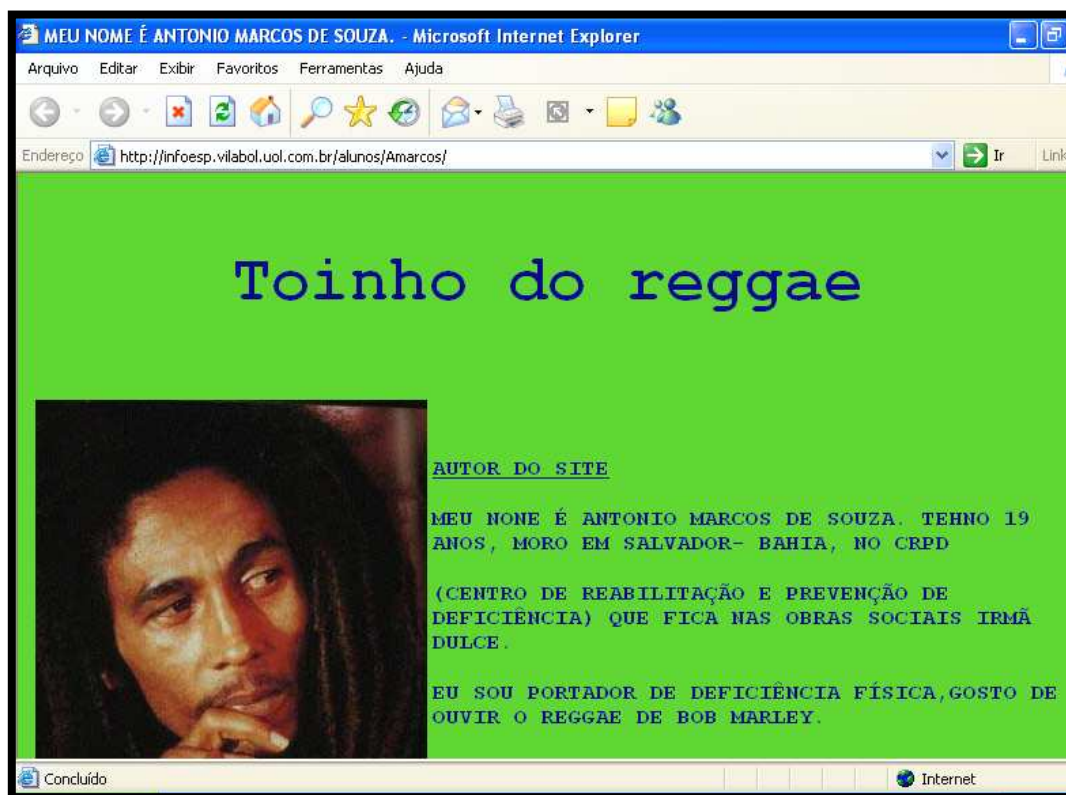 MEU NOME É ANTONIO MARCOS DE SOUZA. - Microsoft Internet Explorer
Arquivo Editar Exibir Favoritos Ferramentas Ajuda
Endereço http://infoesp.vilabol.uol.com.br/alunos/Amarcos/ Ir Link
Toinho do reggae
AUTOR DO SITE
MEU NONE É ANTONIO MARCOS DE SOUZA. TEHNO 19
ANOS, MORO EM SALVADOR- BAHIA, NO CRPD
(CENTRO DE REABILITAÇÃO E PREVENÇÃO DE
DEFICIÊNCIA) QUE FICA NAS OBRAS SOCIAIS IRMÃ
DULCE.
EU SOU PORTADOR DE DEFICIÊNCIA FÍSICA,GOSTO DE
OUVIR O REGGAE DE BOB MARLEY.
Concluído Internet